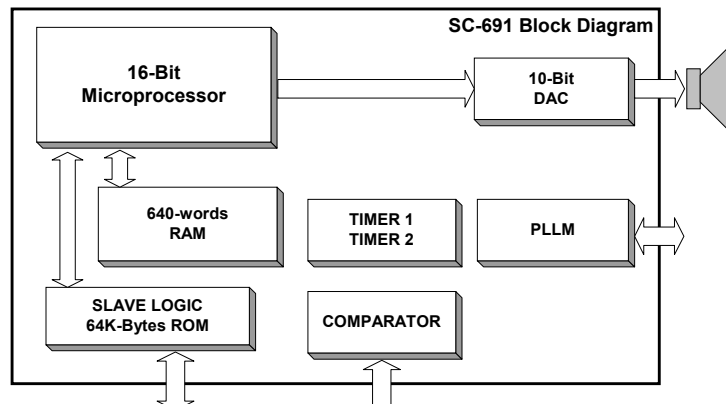 SC-691 Block Diagram
16-Bit
Microprocessor
10-Bit
DAC
640-words
RAM
TIMER 1
TIMER 2
PLLM
SLAVE LOGIC
64K-Bytes ROM
COMPARATOR